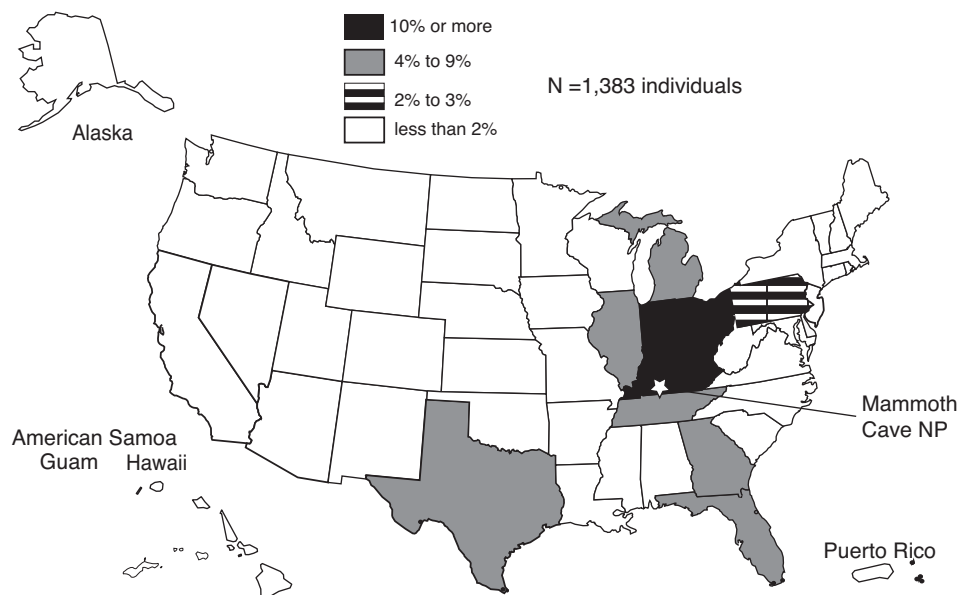 10% or more
4% to 9%
2% to 3%
less than 2%
N =1,383 individuals
Alaska
Mammoth
Cave NP
American Samoa
Guam Hawaii
Puerto Rico